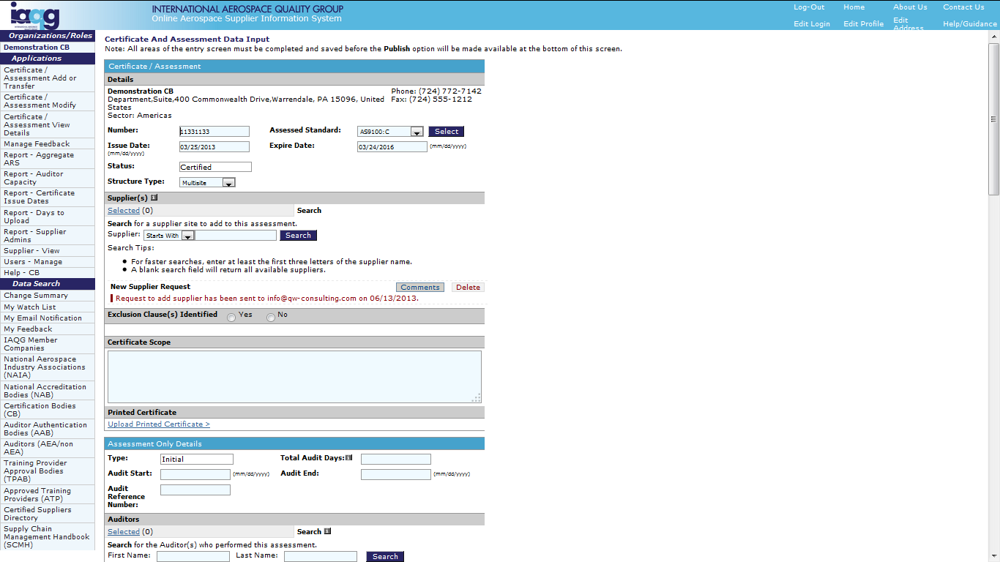 iaqg
INTERNATIONAL AEROSPACE QUALITY GROUP
Online Aerospace Supplier Information System
Log-Out Home About Us Contact Us
Edit Login Edit Profile Edit Address Help/Guidance
Organizations/Roles
Demonstration CB
Applications
Certificate /
Assessment Add or
Transfer
Certificate /
Assessment Modify
Certificate /
Assessment View
Details
Manage Feedback
Report - Aggregate
ARS
Report - Auditor
Capacity
Report - Certificate
Issue Dates
Report - Days to
Upload
Report - Supplier
Admins
Supplier - View
Users - Manage
Help - CB
Data Search
Change Summary
My Watch List
My Email Notification
My Feedback
IAQG Member
Companies
National Aerospace
Industry Associations
(NAIA)
National Accreditation
Bodies (NAB)
Certification Bodies
(CB)
Auditor Authentication
Bodies (AAB)
Auditors (AEA/non
AEA)
Training Provider
Approval Bodies
(TPAB)
Approved Training
Providers (ATP)
Certified Suppliers
Directory
Supply Chain
Management Handbook
(SCMH)
Certificate And Assessment Data Input
Note: All areas of the entry screen must be completed and saved before the Publish option will be made available at the bottom of this screen.
Certificate / Assessment
Details
Demonstration CB Phone: (724) 772-7142
Department,Suite,400 Commonwealth Drive,Warrendale, PA 15096, United Fax: (724) 555-1212
States
Sector: Americas
Number: 11331133 Assessed Standard: AS9100:C Select
Issue Date: 03/25/2013 Expire Date: 03/24/2016 (mm/dd/yyyy)
(mm/dd/yyyy)
Status: Certified
Structure Type: Multisite
Supplier(s)
Selected (0) Search
Search for a supplier site to add to this assessment.
Supplier: Starts With Search
Search Tips:
• For faster searches, enter at least the first three letters of the supplier name.
• A blank search field will return all available suppliers.
New Supplier Request Comments Delete
Request to add supplier has been sent to info@qw-consulting.com on 06/13/2013.
Exclusion Clause(s) Identified Yes No
Certificate Scope
Printed Certificate
Upload Printed Certificate >
Assessment Only Details
Type: Initial Total Audit Days:
Audit Start: (mm/dd/yyyy) Audit End: (mm/dd/yyyy)
Audit
Reference
Number:
Auditors
Selected (0) Search
Search for the Auditor(s) who performed this assessment.
First Name: Last Name: Search